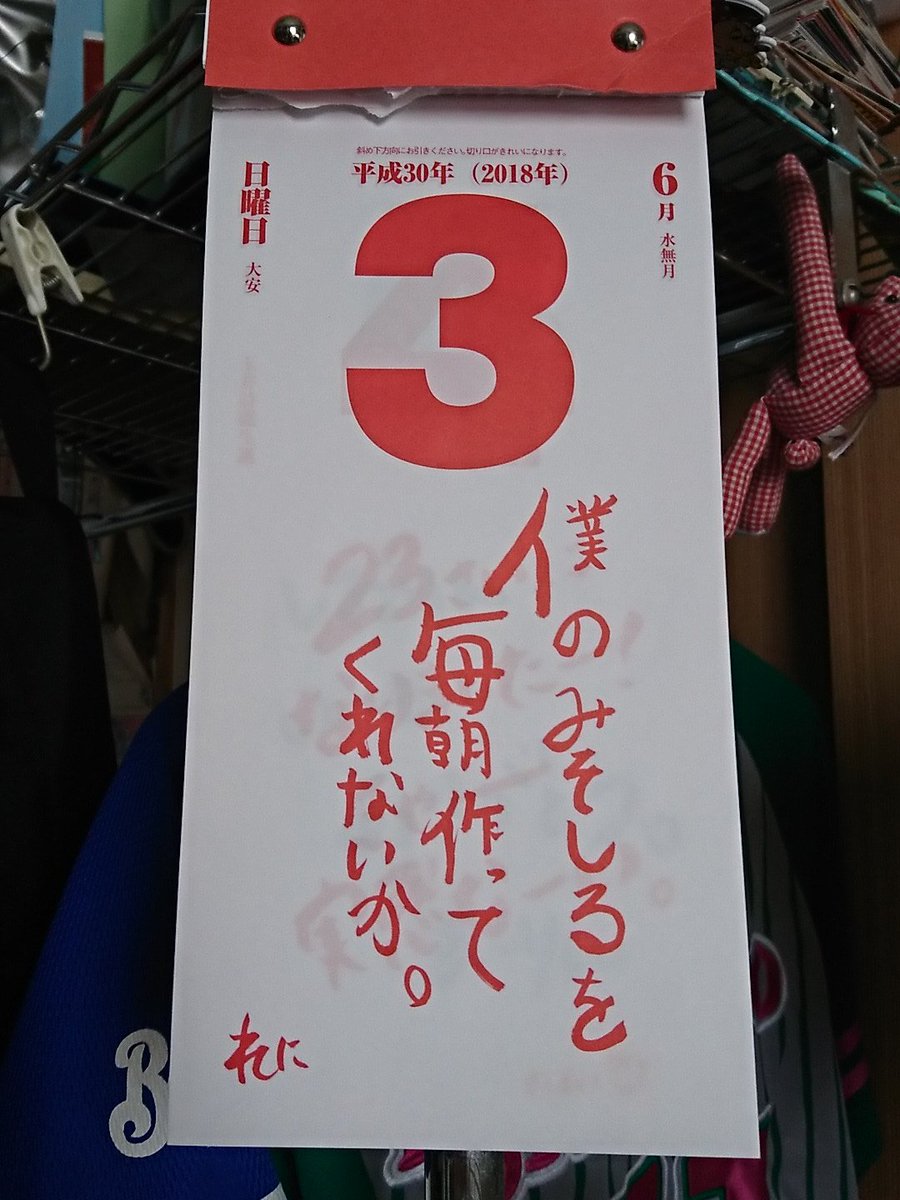 斜め下方向にお引きください。切り口がきれいになります。
平成30年（2018年）
6月 水無月
日曜日 大安
3
僕のみそしるを
毎朝作って
くれないか。
れに
B